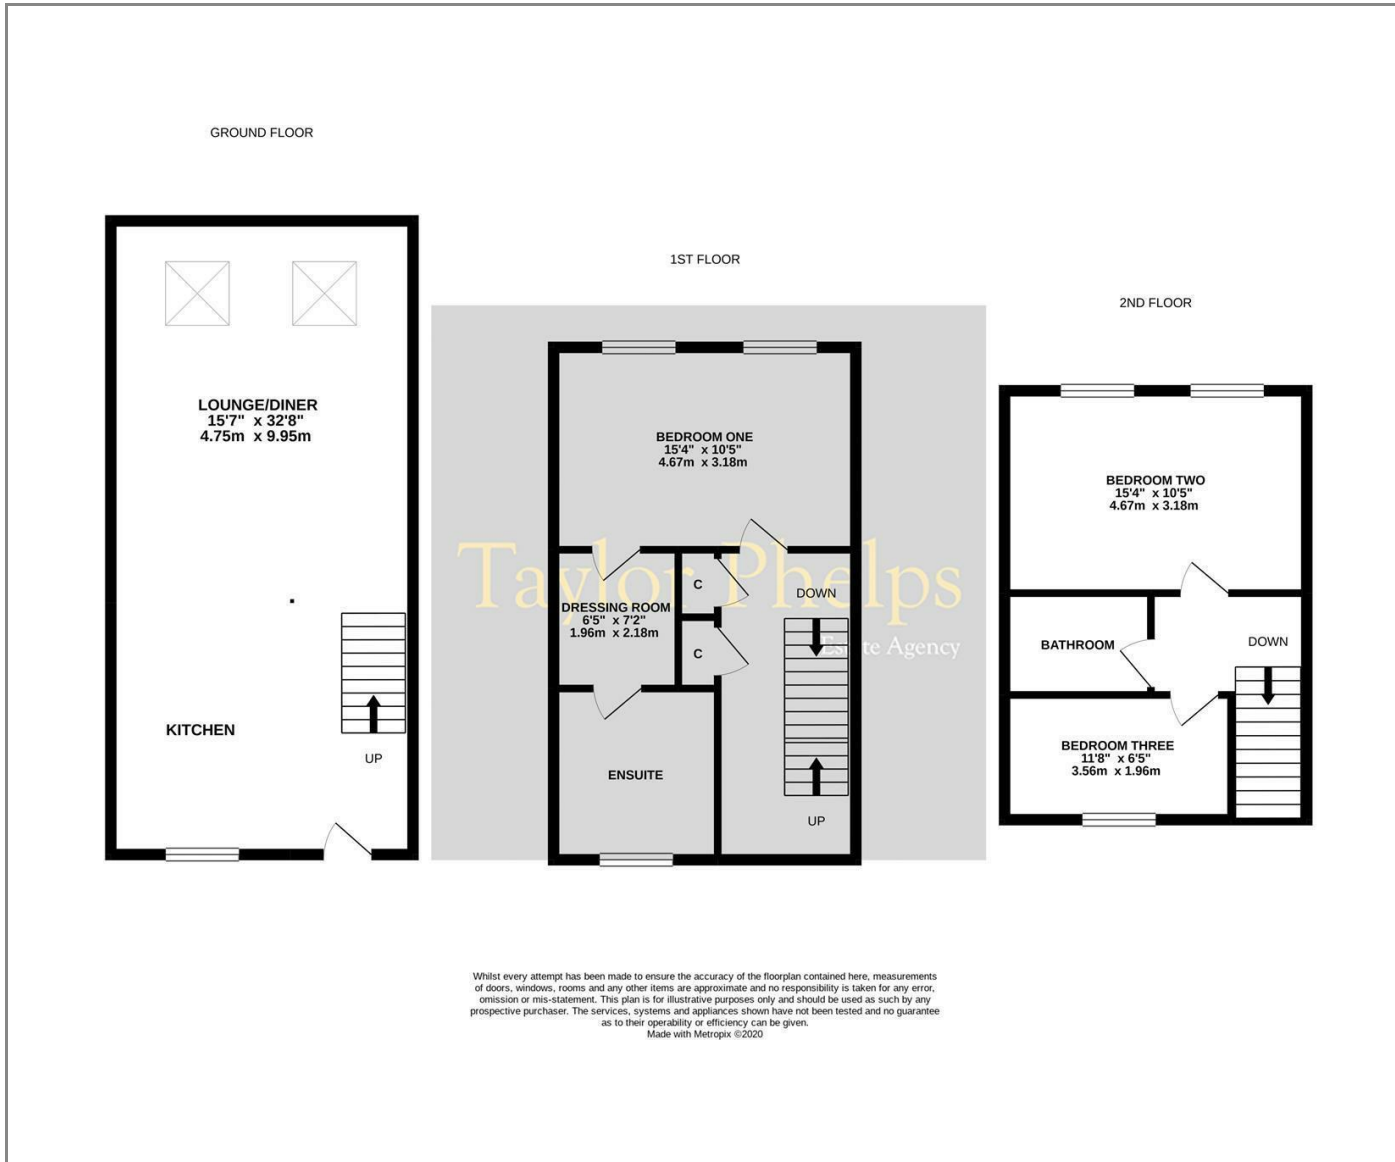 GROUND FLOOR
LOUNGE/DINER
15'7" x 32'8"
4.75m x 9.95m
KITCHEN
UP
1ST FLOOR
BEDROOM ONE
15'4" x 10'5"
4.67m x 3.18m
Taylor Phelps
Estate Agency
DRESSING ROOM
6'5" x 7'2"
1.96m x 2.18m
C
C
DOWN
ENSUITE
UP
2ND FLOOR
BEDROOM TWO
15'4" x 10'5"
4.67m x 3.18m
BATHROOM
DOWN
BEDROOM THREE
11'8" x 6'5"
3.56m x 1.96m
Whilst every attempt has been made to ensure the accuracy of the floorplan contained here, measurements
of doors, windows, rooms and any other items are approximate and no responsibility is taken for any error,
omission or mis-statement. This plan is for illustrative purposes only and should be used as such by any
prospective purchaser. The services, systems and appliances shown have not been tested and no guarantee
as to their operability or efficiency can be given.
Made with Metropix ©2020